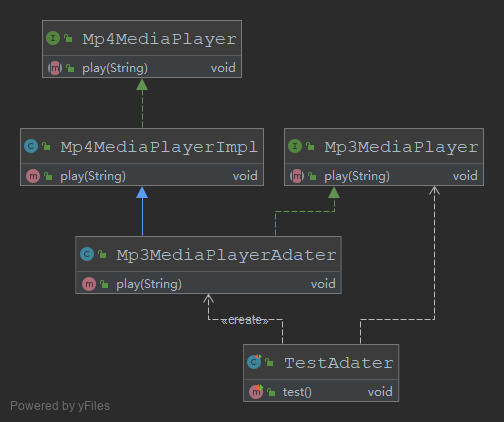 I Mp4MediaPlayer
m play(String) void
C Mp4MediaPlayerImpl
m play(String) void
I Mp3MediaPlayer
m play(String) void
C Mp3MediaPlayerAdater
m play(String) void
«create»
C TestAdater
m test() void
Powered by yFiles